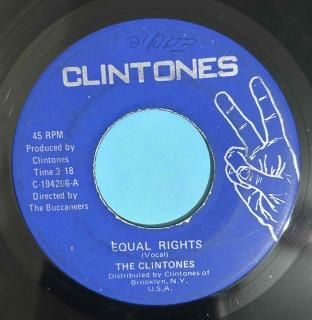 Eddie
CLINTONES
45 RPM
Produced by
Clintones
Time 3-18
C-194206-A
Directed by
The Buccaneers
EQUAL RIGHTS
(Vocal)
THE CLINTONES
Distributed by Clintones of
Brooklyn, N.Y.
U.S.A.